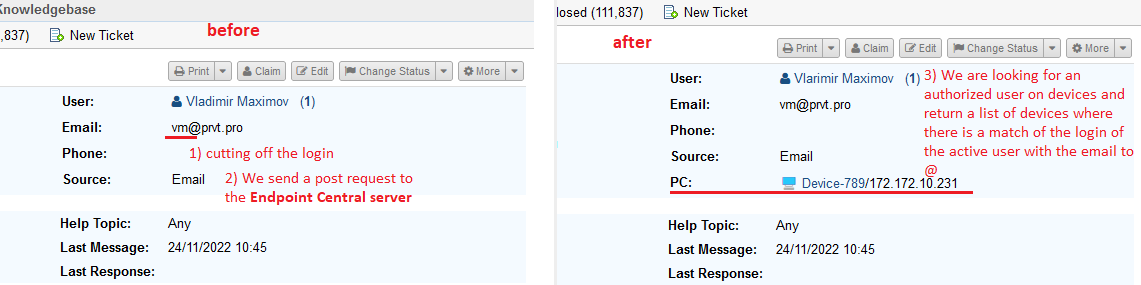 Knowledgebase
,837) New Ticket
before
Print Claim Edit Change Status More
User: Vladimir Maximov (1)
Email: vm@prvt.pro
Phone: 1) cutting off the login
Source: Email 2) We send a post request to
the Endpoint Central server
Help Topic: Any
Last Message: 24/11/2022 10:45
Last Response:
losed (111,837) New Ticket
after
Print Claim Edit Change Status More
User: Vlarimir Maximov (1)
Email: vm@prvt.pro
Phone:
Source: Email
PC: Device-789/172.172.10.231
3) We are looking for an
authorized user on devices and
return a list of devices where
there is a match of the login of
the active user with the email to
@
Help Topic: Any
Last Message: 24/11/2022 10:45
Last Response: